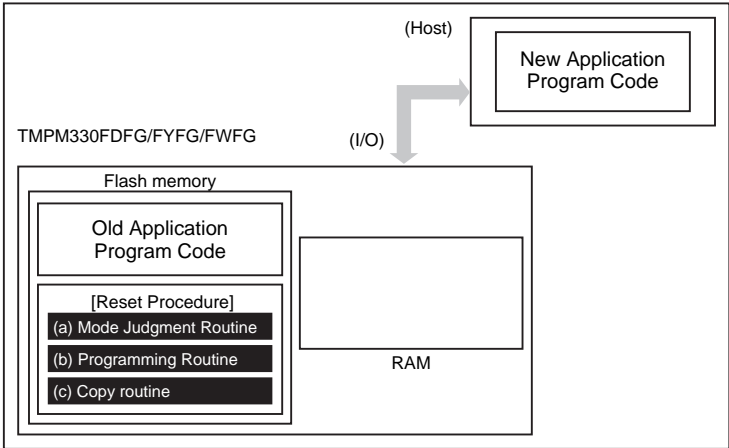 (Host)
New Application
Program Code
TMPM330FDFG/FYFG/FWFG
(I/O)
Flash memory
Old Application
Program Code
[Reset Procedure]
(a) Mode Judgment Routine
(b) Programming Routine
(c) Copy routine
RAM